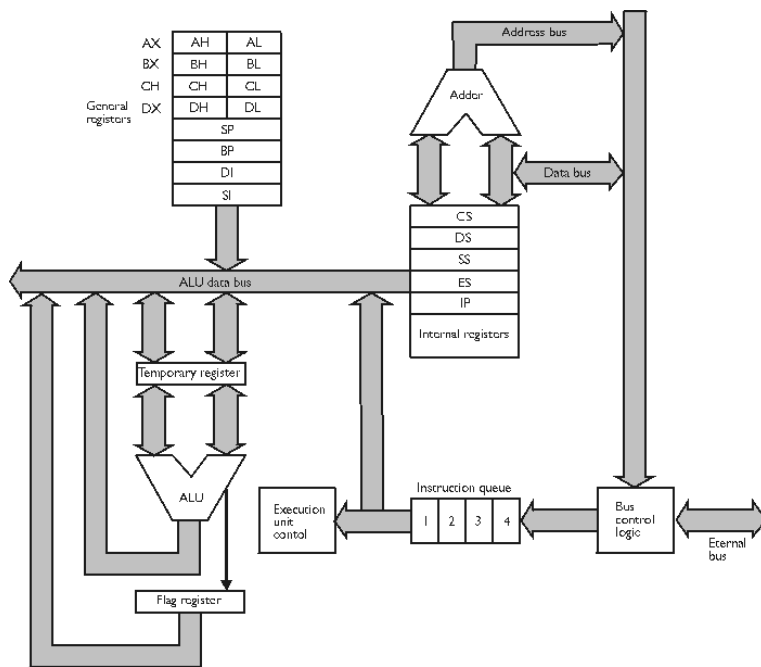 AX AH AL
BX BH BL
CH CH CL
DX DH DL
General
registers
SP
BP
DI
SI
Address bus
Adder
Data bus
CS
DS
SS
ES
IP
Internal registers
ALU data bus
Temporary register
ALU
Flag register
Execution
unit
contol
Instruction queue
1 2 3 4
Bus
control
logic
Eternal
bus